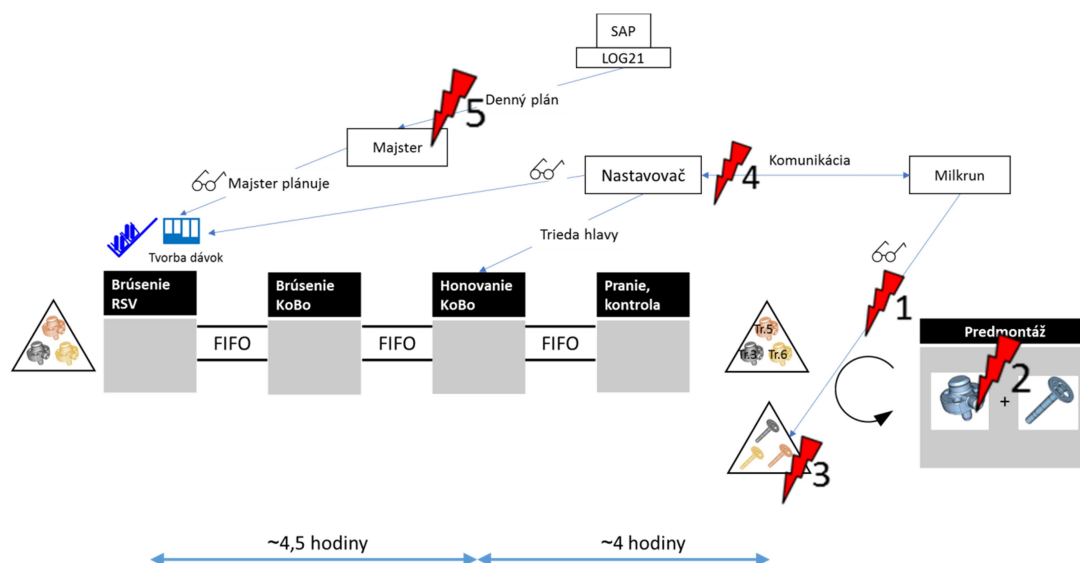 SAP
LOG21
5
Denný plán
Majster
Komunikácia
4
Nastavovač
Milkrun
Majster plánuje
Trieda hlavy
Tvorba dávok
Brúsenie
RSV
Brúsenie
KoBo
Honovanie
KoBo
Pranie,
kontrola
1
FIFO
FIFO
FIFO
Tr.5
Tr.3
Tr.6
Predmontáž
2
+
3
~4,5 hodiny
~4 hodiny